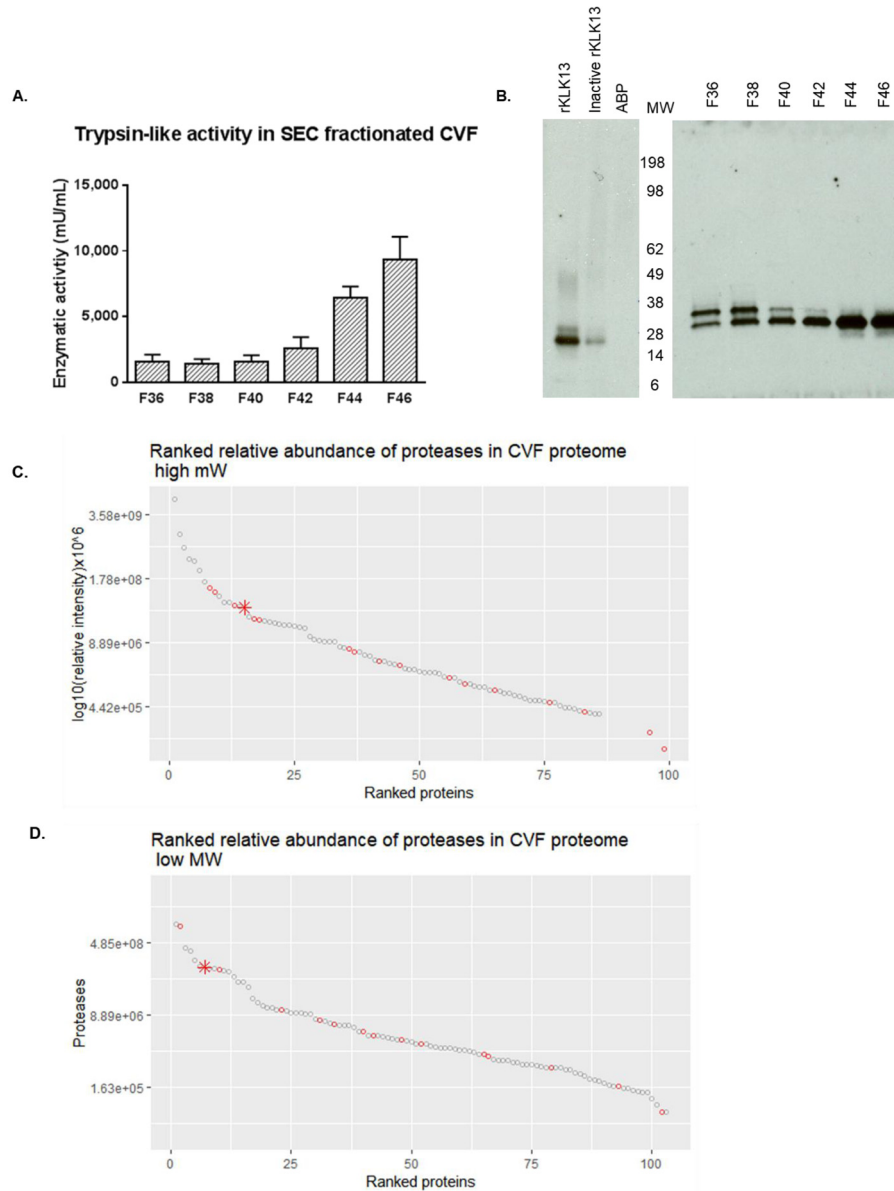 A.
Trypsin-like activity in SEC fractionated CVF
Enzymatic activtiy (mU/mL)
15,000
10,000
5,000
0
F36 F38 F40 F42 F44 F46
B.
rKLK13
Inactive rKLK13
ABP
MW
F36
F38
F40
F42
F44
F46
198
98
62
49
38
28
14
6
C.
Ranked relative abundance of proteases in CVF proteome
high mW
log10(relative intensity)x10^6
3.58e+09
1.78e+08
8.89e+06
4.42e+05
0 25 50 75 100
Ranked proteins
D.
Ranked relative abundance of proteases in CVF proteome
low MW
Proteases
4.85e+08
8.89e+06
1.63e+05
0 25 50 75 100
Ranked proteins